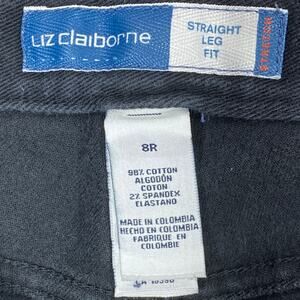 LIZ claiborne
STRAIGHT
LEG
FIT
STRETCH
8R
98% COTTON
ALGODÓN
COTON
2% SPANDEX
ELASTANO
MADE IN COLOMBIA
HECHO EN COLOMBIA
FABRIQUE EN
COLOMBIE